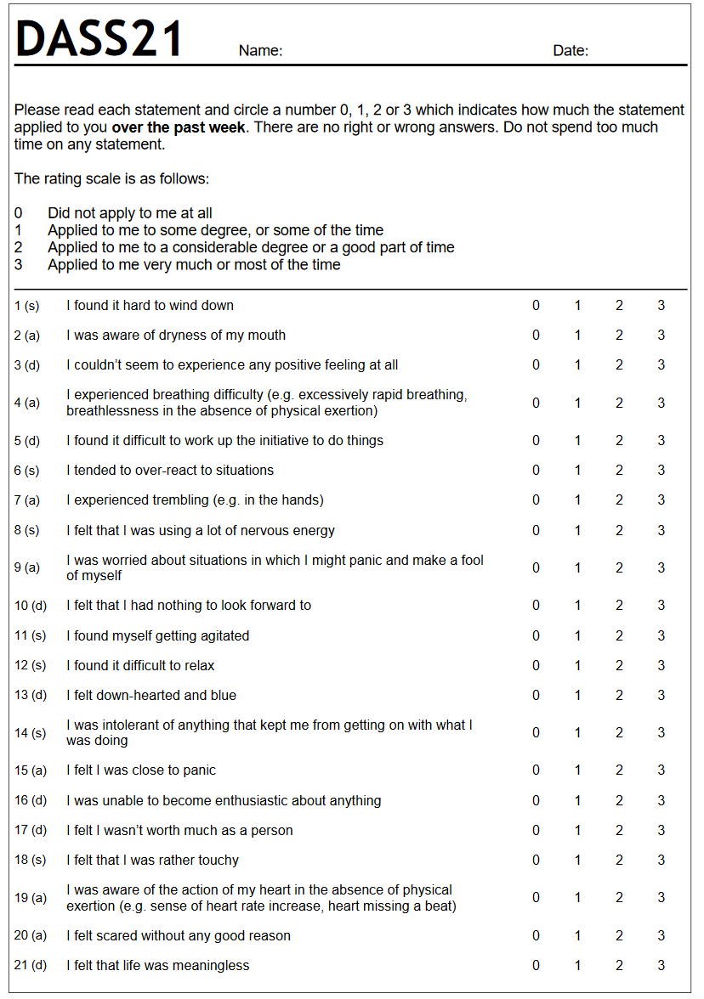 DASS21 Name: Date:
Please read each statement and circle a number 0, 1, 2 or 3 which indicates how much the statement
applied to you over the past week. There are no right or wrong answers. Do not spend too much
time on any statement.
The rating scale is as follows:
0 Did not apply to me at all
1 Applied to me to some degree, or some of the time
2 Applied to me to a considerable degree or a good part of time
3 Applied to me very much or most of the time
1 (s) I found it hard to wind down 0 1 2 3
2 (a) I was aware of dryness of my mouth 0 1 2 3
3 (d) I couldn’t seem to experience any positive feeling at all 0 1 2 3
4 (a) I experienced breathing difficulty (e.g. excessively rapid breathing,
breathlessness in the absence of physical exertion) 0 1 2 3
5 (d) I found it difficult to work up the initiative to do things 0 1 2 3
6 (s) I tended to over-react to situations 0 1 2 3
7 (a) I experienced trembling (e.g. in the hands) 0 1 2 3
8 (s) I felt that I was using a lot of nervous energy 0 1 2 3
9 (a) I was worried about situations in which I might panic and make a fool
of myself 0 1 2 3
10 (d) I felt that I had nothing to look forward to 0 1 2 3
11 (s) I found myself getting agitated 0 1 2 3
12 (s) I found it difficult to relax 0 1 2 3
13 (d) I felt down-hearted and blue 0 1 2 3
14 (s) I was intolerant of anything that kept me from getting on with what I
was doing 0 1 2 3
15 (a) I felt I was close to panic 0 1 2 3
16 (d) I was unable to become enthusiastic about anything 0 1 2 3
17 (d) I felt I wasn’t worth much as a person 0 1 2 3
18 (s) I felt that I was rather touchy 0 1 2 3
19 (a) I was aware of the action of my heart in the absence of physical
exertion (e.g. sense of heart rate increase, heart missing a beat) 0 1 2 3
20 (a) I felt scared without any good reason 0 1 2 3
21 (d) I felt that life was meaningless 0 1 2 3